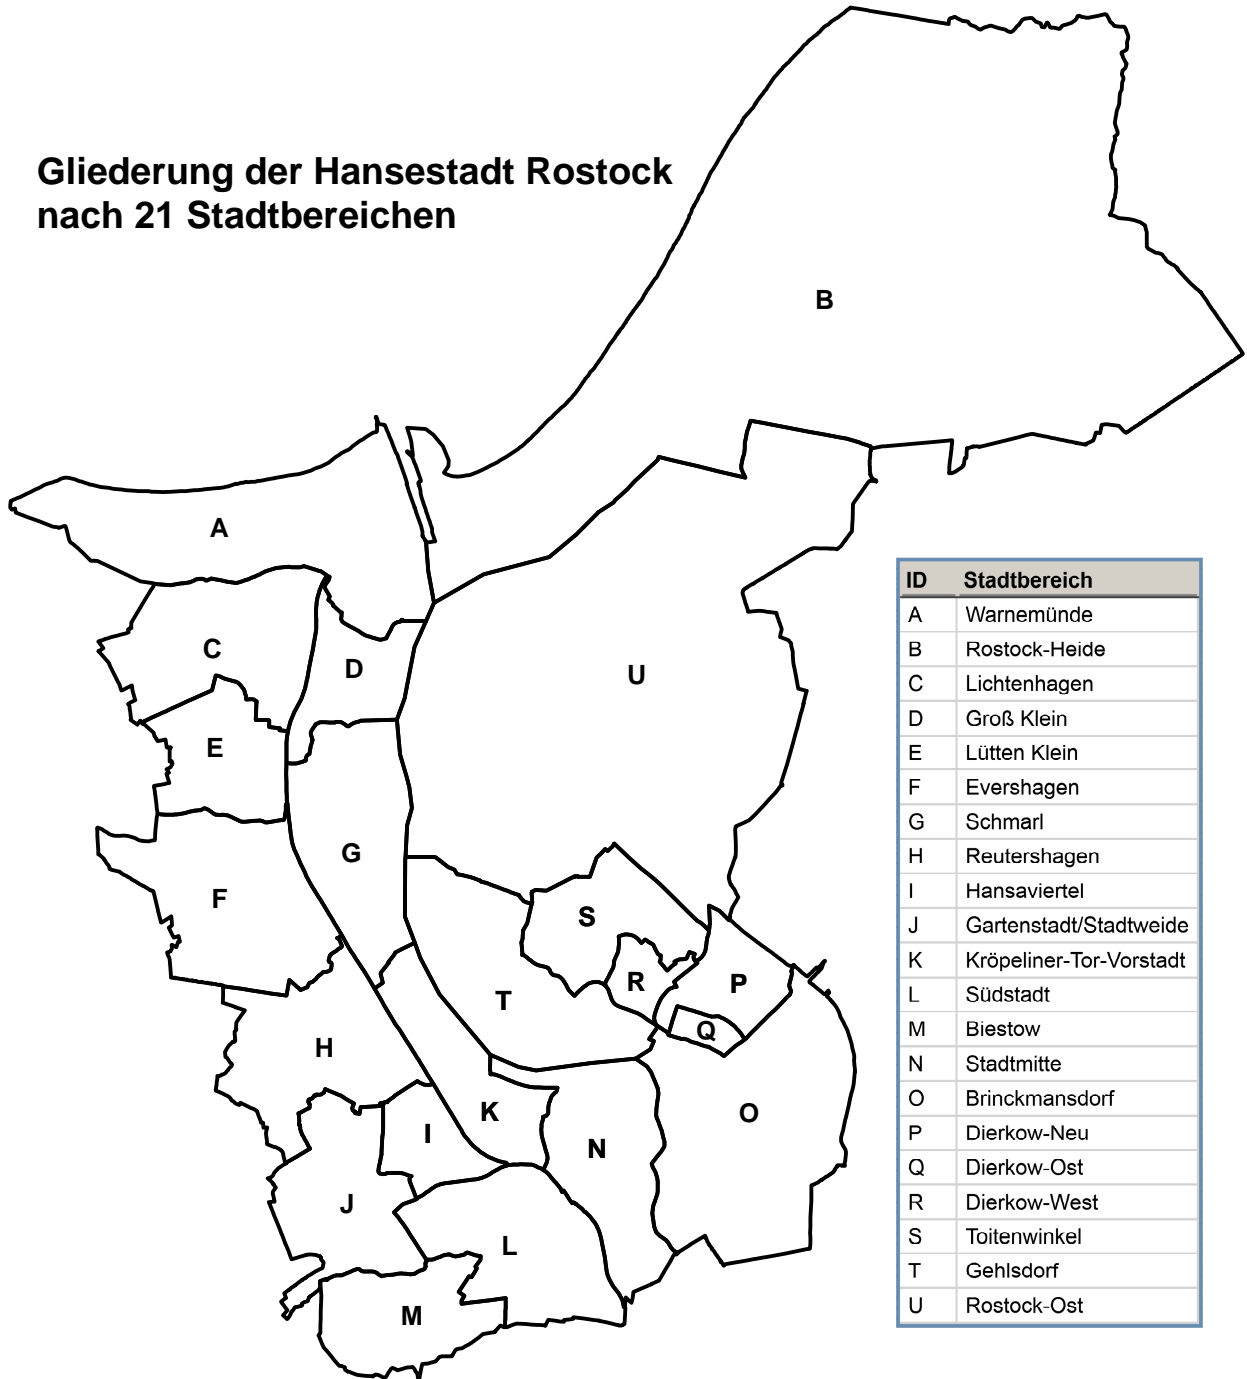 Gliederung der Hansestadt Rostock
nach 21 Stadtbereichen
B
A
C
D
U
E
G
F
S
R
P
T
Q
H
K
O
I
N
J
L
M
ID Stadtbereich
A Warnemünde
B Rostock-Heide
C Lichtenhagen
D Groß Klein
E Lütten Klein
F Evershagen
G Schmarl
H Reutershagen
I Hansaviertel
J Gartenstadt/Stadtweide
K Kröpeliner-Tor-Vorstadt
L Südstadt
M Biestow
N Stadtmitte
O Brinckmansdorf
P Dierkow-Neu
Q Dierkow-Ost
R Dierkow-West
S Toitenwinkel
T Gehlsdorf
U Rostock-Ost